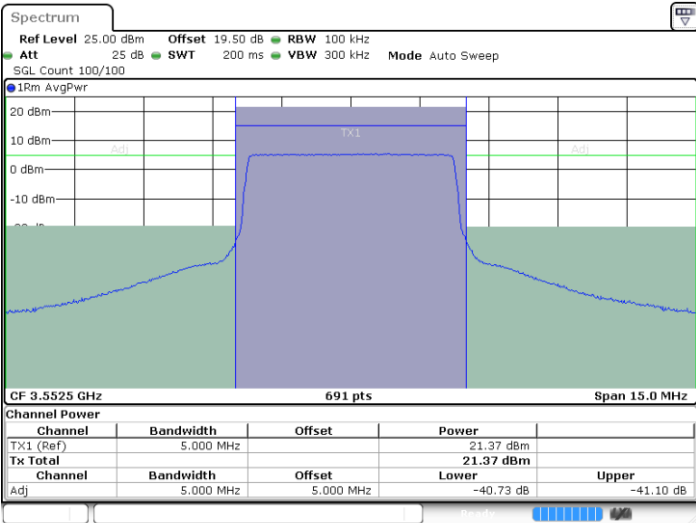 Spectrum
Ref Level 25.00 dBm Offset 19.50 dB RBW 100 kHz
Att 25 dB SWT 200 ms VBW 300 kHz Mode Auto Sweep
SGL Count 100/100
1Rm AvgPwr
20 dBm
TX1
10 dBm
Adj Adj
0 dBm
-10 dBm
CF 3.5525 GHz 691 pts Span 15.0 MHz
Channel Power
Channel Bandwidth Offset Power
TX1 (Ref) 5.000 MHz 21.37 dBm
Tx Total 21.37 dBm
Channel Bandwidth Offset Lower Upper
Adj 5.000 MHz 5.000 MHz -40.73 dB -41.10 dB
Ready